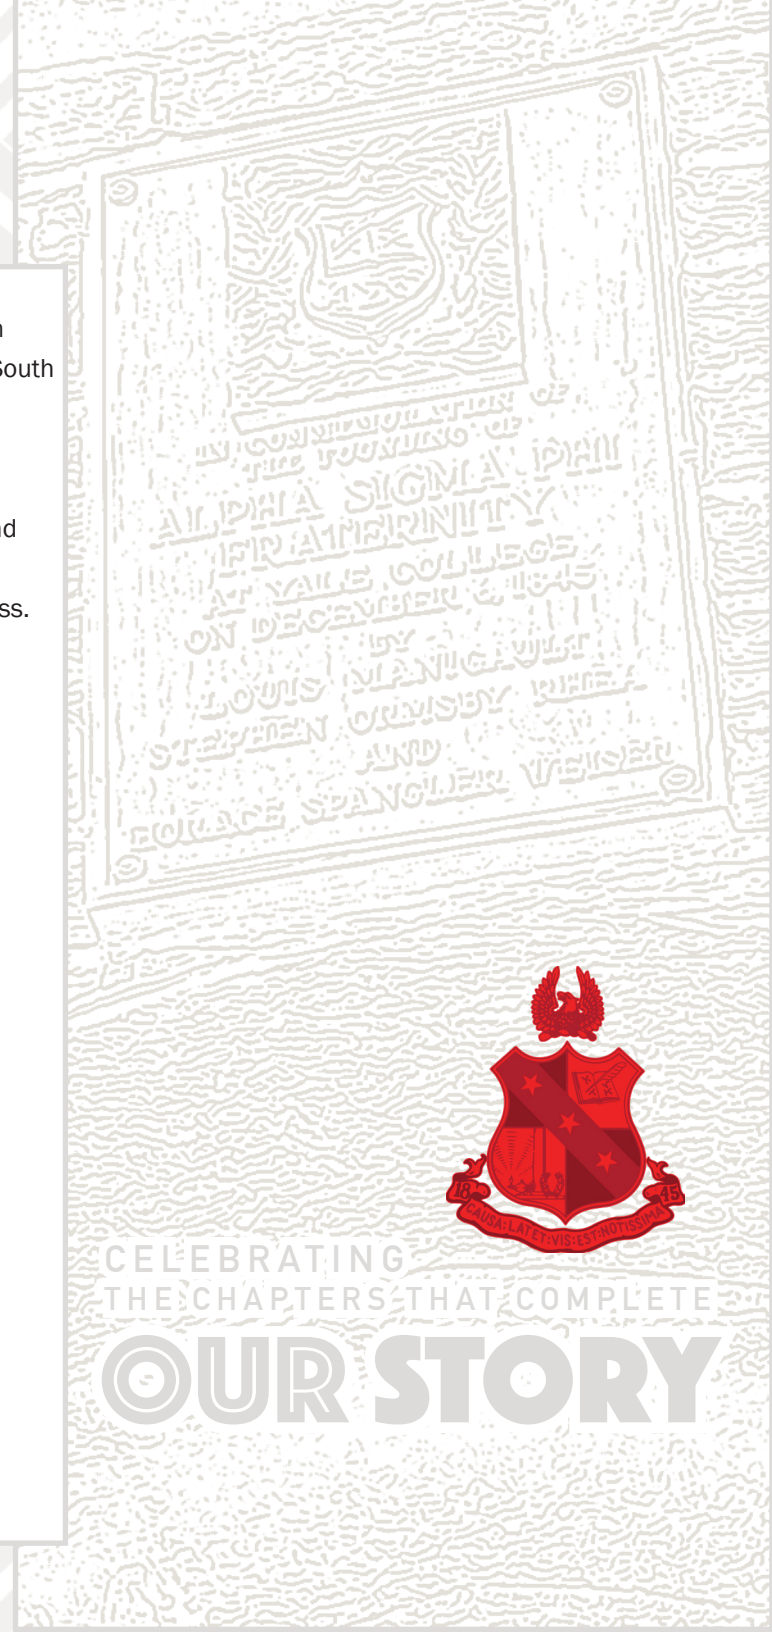 South
ss.
IN COMMEMORATION OF
THE FOUNDING OF
ALPHA SIGMA PHI
FRATERNITY
AT YALE COLLEGE
ON DECEMBER 6, 1845
BY
LOUIS MANIGAULT
STEPHEN ORMSBY RHEA
AND
HORACE SPANGLER WEISER
18 45
CAUSA:LATET:VIS:EST:NOTISSIMA
CELEBRATING
THE CHAPTERS THAT COMPLETE
OUR STORY